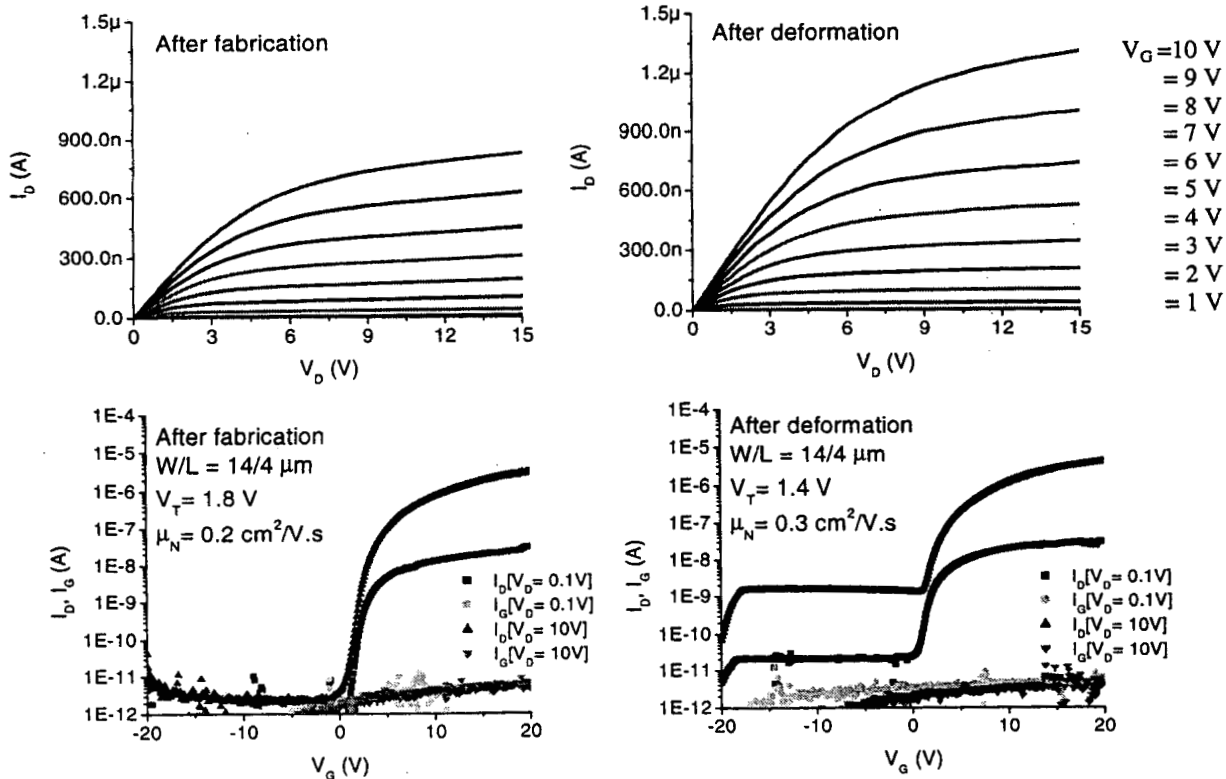 After fabrication
1.5µ
1.2µ
900.0n
600.0n
300.0n
0.0
I_D (A)
0 3 6 9 12 15
V_D (V)
After deformation
1.5µ
1.2µ
900.0n
600.0n
300.0n
0.0
I_D (A)
0 3 6 9 12 15
V_D (V)
V_G =10 V
= 9 V
= 8 V
= 7 V
= 6 V
= 5 V
= 4 V
= 3 V
= 2 V
= 1 V
After fabrication
W/L = 14/4 µm
V_T= 1.8 V
µ_N= 0.2 cm²/V.s
1E-4
1E-5
1E-6
1E-7
1E-8
1E-9
1E-10
1E-11
1E-12
I_D, I_G (A)
I_D[V_D= 0.1V]
I_G[V_D= 0.1V]
I_D[V_D= 10V]
I_G[V_D= 10V]
-20 -10 0 10 20
V_G (V)
After deformation
W/L = 14/4 µm
V_T= 1.4 V
µ_N= 0.3 cm²/V.s
1E-4
1E-5
1E-6
1E-7
1E-8
1E-9
1E-10
1E-11
1E-12
I_D, I_G (A)
I_D[V_D= 0.1V]
I_G[V_D= 0.1V]
I_D[V_D= 10V]
I_G[V_D= 10V]
-20 -10 0 10 20
V_G (V)